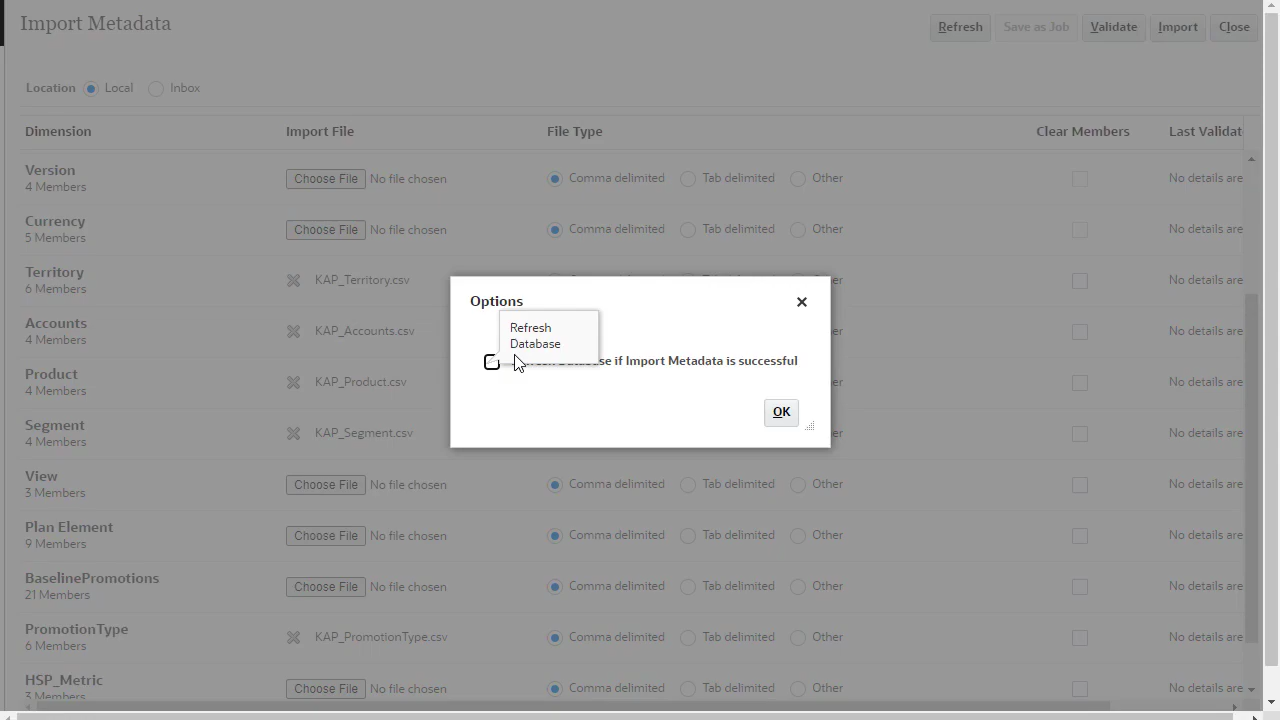 Import Metadata
Refresh Save as Job Validate Import Close
Location Local Inbox
Dimension Import File File Type Clear Members Last Validat
Version
4 Members
Choose File No file chosen Comma delimited Tab delimited Other No details are
Currency
5 Members
Choose File No file chosen Comma delimited Tab delimited Other No details are
Territory
6 Members
KAP_Territory.csv No details are
Accounts
4 Members
KAP_Accounts.csv No details are
Product
4 Members
KAP_Product.csv No details are
Segment
4 Members
KAP_Segment.csv No details are
Options
Refresh
Database
if Import Metadata is successful
OK
View
3 Members
Choose File No file chosen Comma delimited Tab delimited Other No details are
Plan Element
9 Members
Choose File No file chosen Comma delimited Tab delimited Other No details are
BaselinePromotions
21 Members
Choose File No file chosen Comma delimited Tab delimited Other No details are
PromotionType
6 Members
KAP_PromotionType.csv Comma delimited Tab delimited Other No details are
HSP_Metric
3 Members
Choose File No file chosen Comma delimited Tab delimited Other No details are